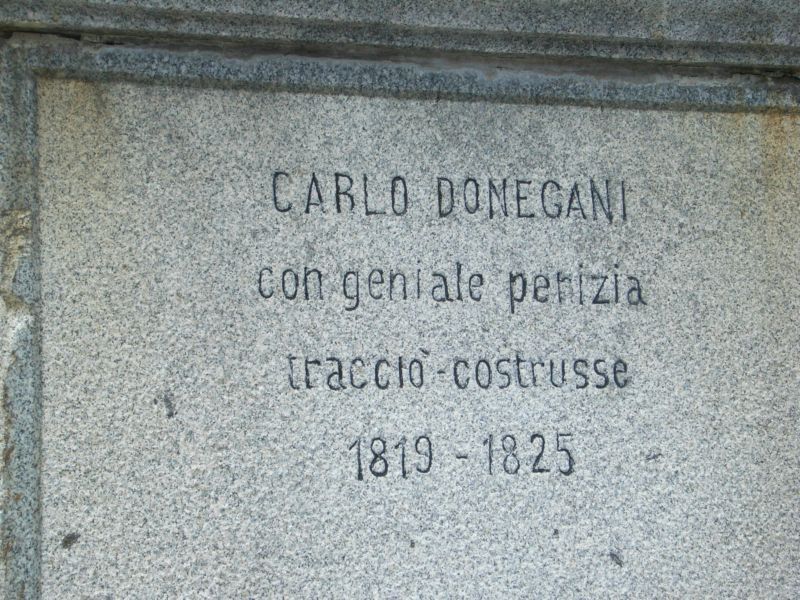 CARLO DONEGANI
con geniale perizia
tracciò-costrusse
1819 - 1825